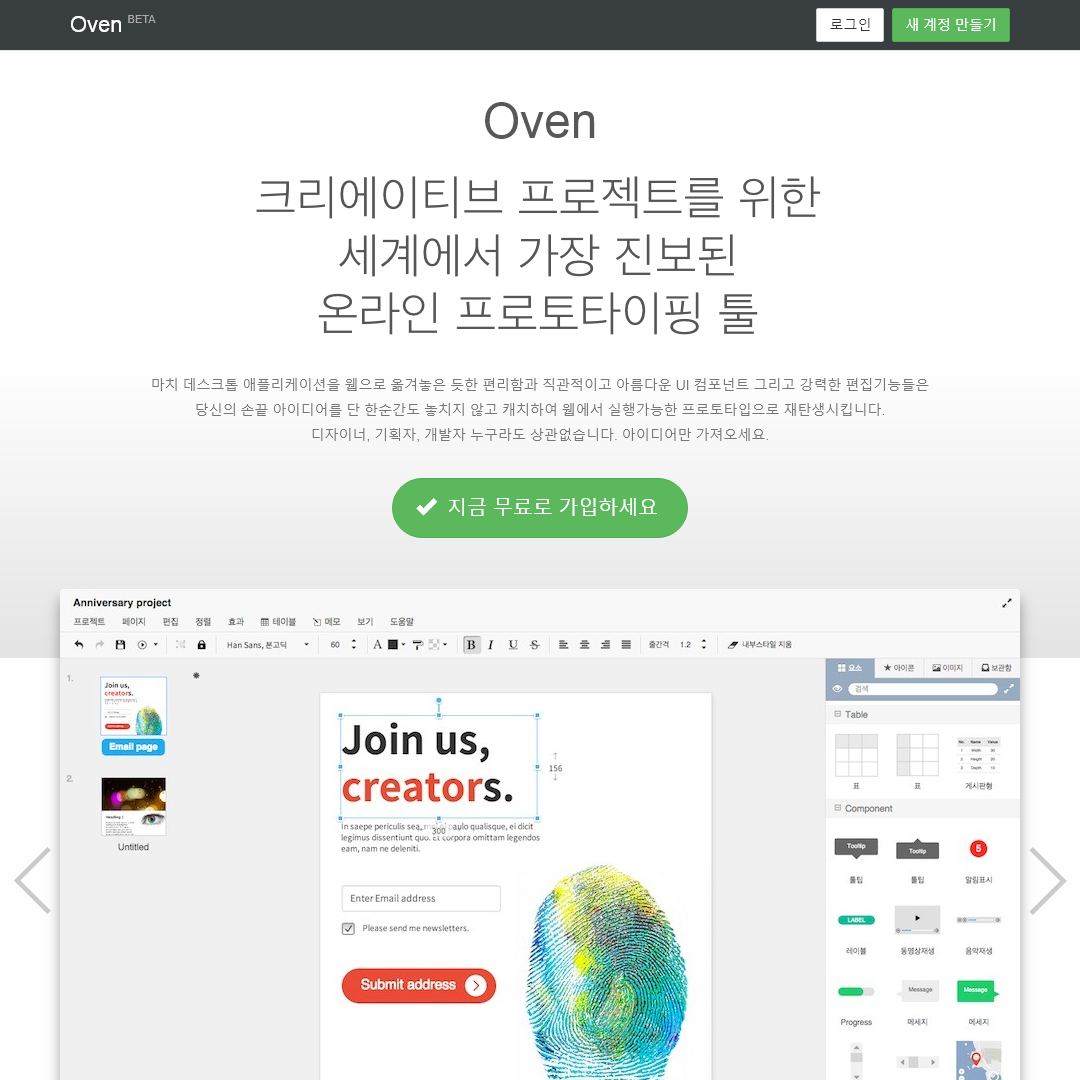 Oven BETA
로그인
새 계정 만들기
Oven
크리에이티브 프로젝트를 위한
세계에서 가장 진보된
온라인 프로토타이핑 툴
마치 데스크톱 애플리케이션을 웹으로 옮겨놓은 듯한 편리함과 직관적이고 아름다운 UI 컴포넌트 그리고 강력한 편집기능들은
당신의 손끝 아이디어를 단 한순간도 놓치지 않고 캐치하여 웹에서 실행가능한 프로토타입으로 재탄생시킵니다.
디자이너, 기획자, 개발자 누구라도 상관없습니다. 아이디어만 가져오세요.
지금 무료로 가입하세요
Anniversary project
프로젝트 페이지 편집 정렬 효과 테이블 메모 보기 도움말
Han Sans, 본고딕 60 A B I U S 줄간격 1.2 내부스타일 지움
1.
Join us,
creators.
Email page
2.
Untitled
Join us,
creators.
156
300
In saepe periculis sea, paulo qualisque, ei dicit
legimus dissentiunt quo. Et corpora omittam legendos
eam, nam ne deleniti.
Enter Email address
Please send me newsletters.
Submit address
요소 아이콘 이미지 보관함
검색
Table
No. Name Value
1 Width 30
2 Height 20
3 Depth 10
표 표 게시판형
Component
Tooltip Tooltip 5
툴팁 툴팁 알림표시
LABEL
레이블 동영상재생 음악재생
Message Message
Progress 메세지 메세지